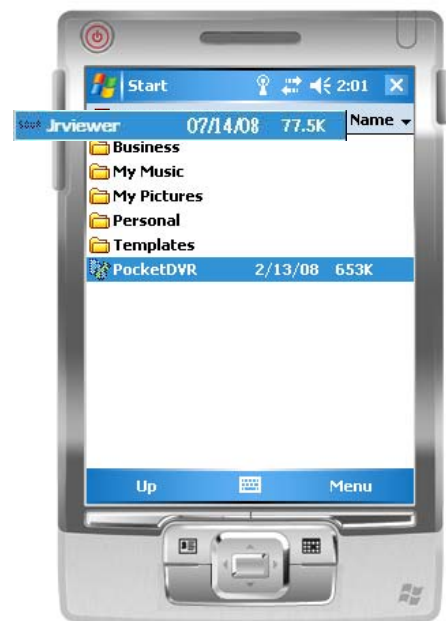 Start 2:01
Jrviewer 07/14/08 77.5K Name
Business
My Music
My Pictures
Personal
Templates
PocketDVR 2/13/08 653K
Up Menu